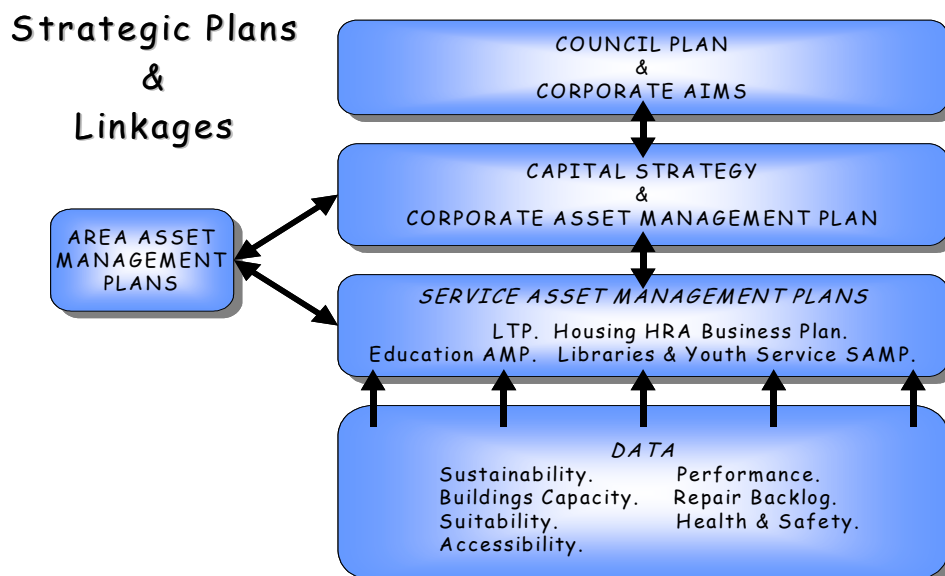 Strategic Plans
&
Linkages
COUNCIL PLAN
&
CORPORATE AIMS
CAPITAL STRATEGY
&
CORPORATE ASSET MANAGEMENT PLAN
AREA ASSET
MANAGEMENT
PLANS
SERVICE ASSET MANAGEMENT PLANS
LTP. Housing HRA Business Plan.
Education AMP. Libraries & Youth Service SAMP.
DATA
Sustainability. Performance.
Buildings Capacity. Repair Backlog.
Suitability. Health & Safety.
Accessibility.